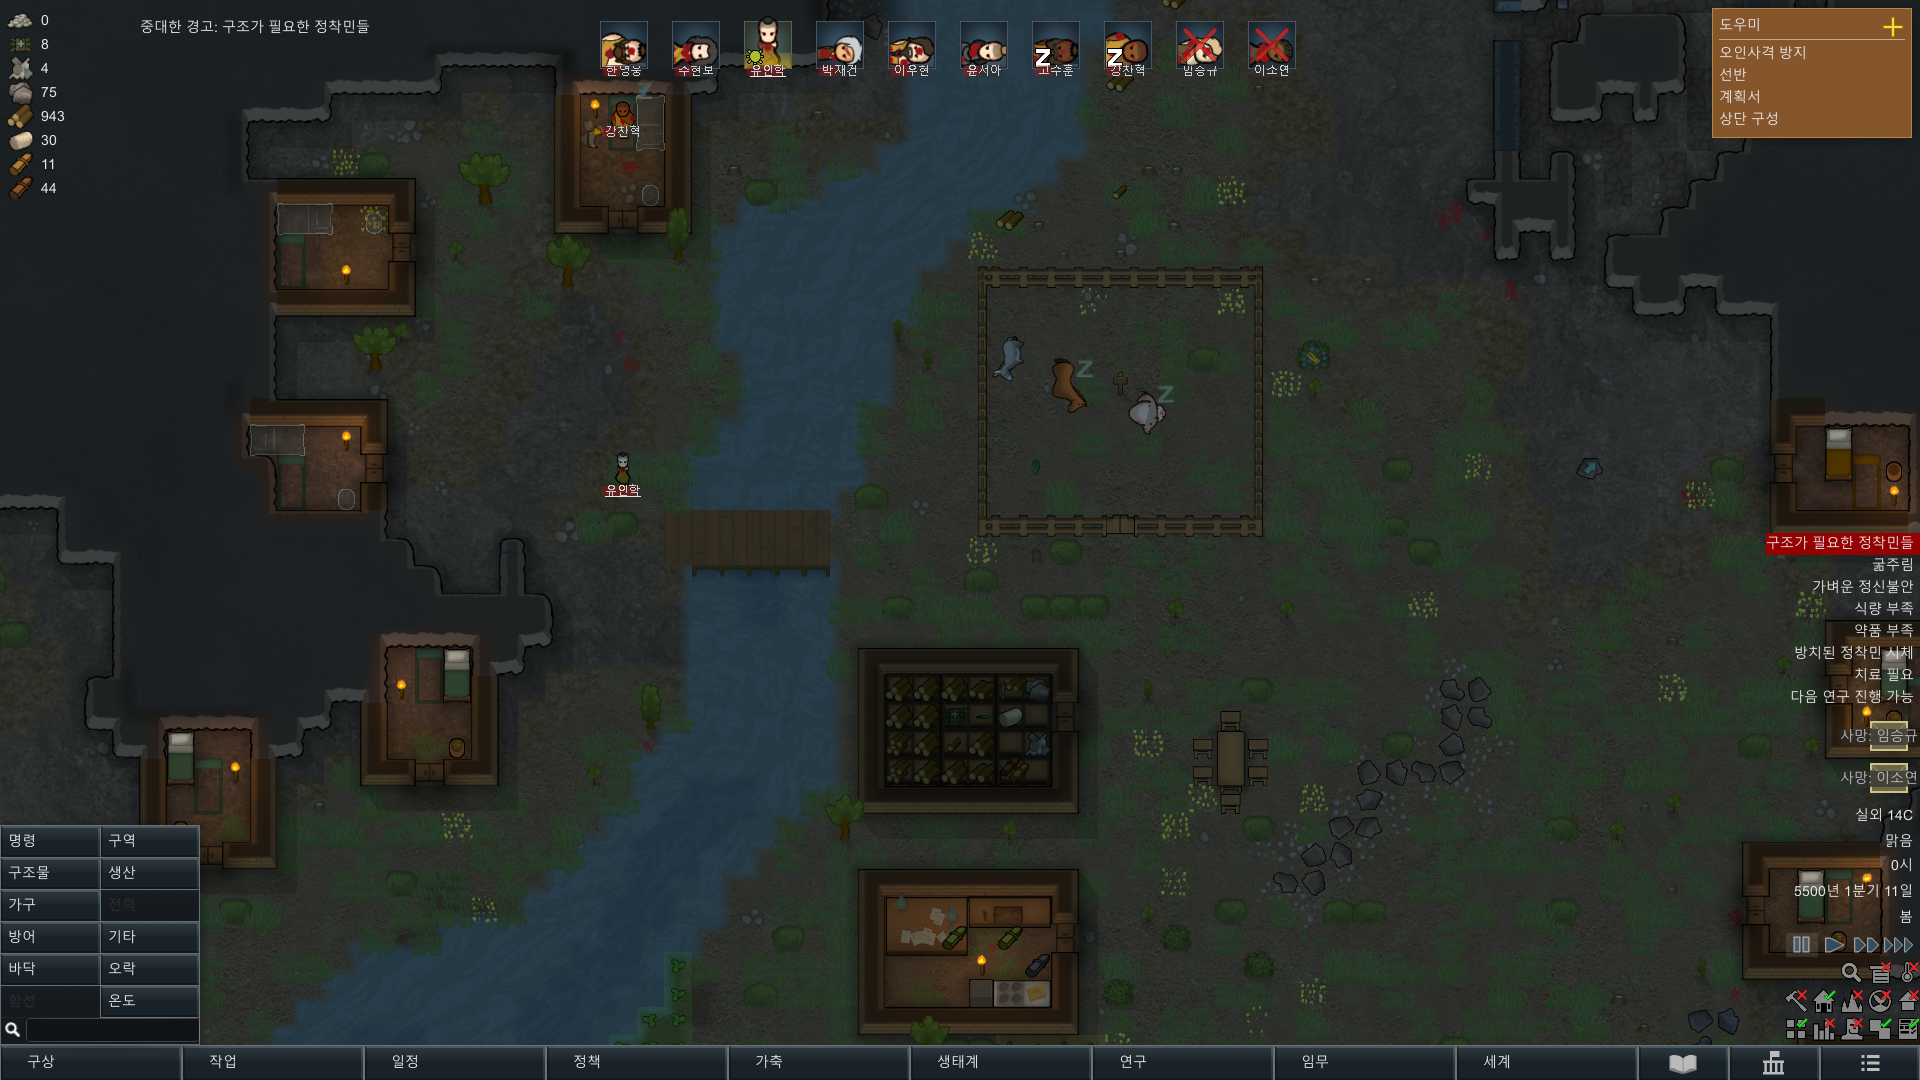 0
8
4
75
943
30
11
44
중대한 경고: 구조가 필요한 정착민들
한영웅
주현보
유인학
박재건
이우현
윤서아
고수훈
강찬혁
임승규
이소연
Z
Z
도우미
오인사격 방지
선반
계획서
상단 구성
강찬혁
유인학
Z
Z
구조가 필요한 정착민들
굶주림
가벼운 정신불안
식량 부족
약품 부족
방치된 정착민 시체
치료 필요
다음 연구 진행 가능
사망: 임승규
사망: 이소연
실외 14C
맑음
0시
5500년 1분기 11일
봄
명령
구역
구조물
생산
가구
전력
방어
기타
바닥
오락
함선
온도
구상
작업
일정
정책
가축
생태계
연구
임무
세계